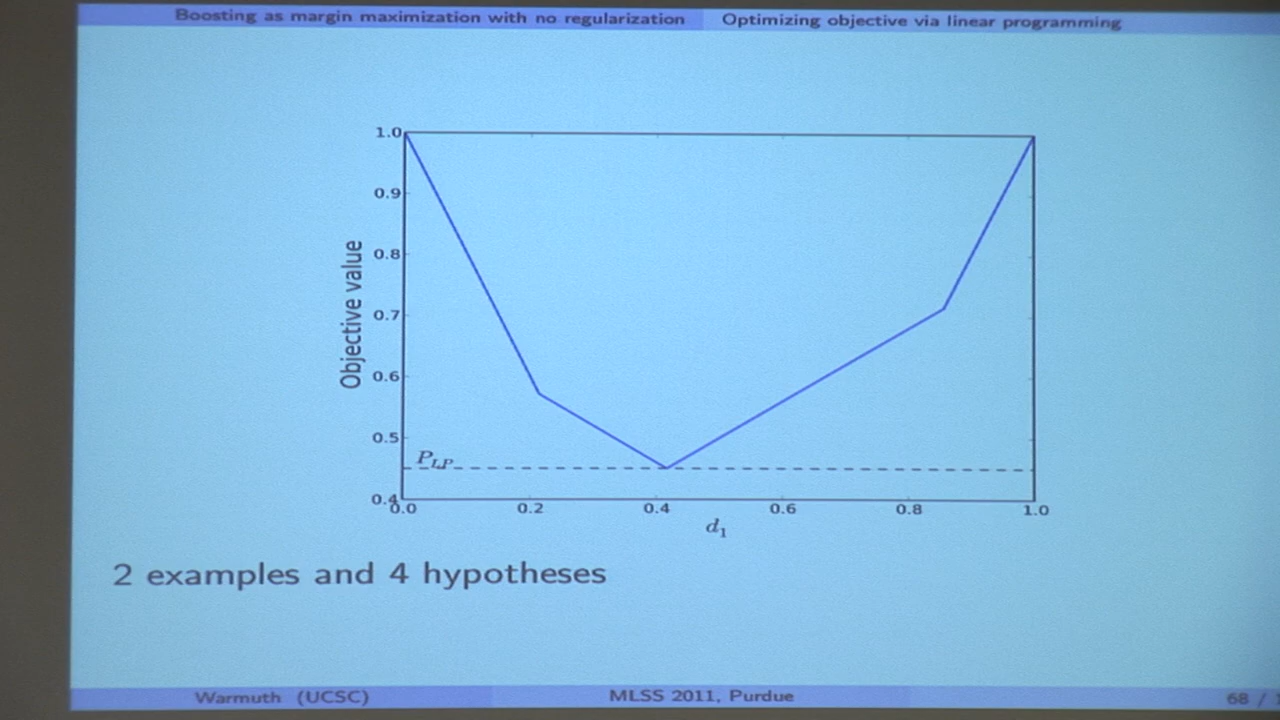 Boosting as margin maximization with no regularization Optimizing objective via linear programming
1.0
0.9
0.8
0.7
0.6
0.5
0.4
Objective value
P_LP
0.0 0.2 0.4 0.6 0.8 1.0
d_1
2 examples and 4 hypotheses
Warmuth (UCSC) MLSS 2011, Purdue 68 /